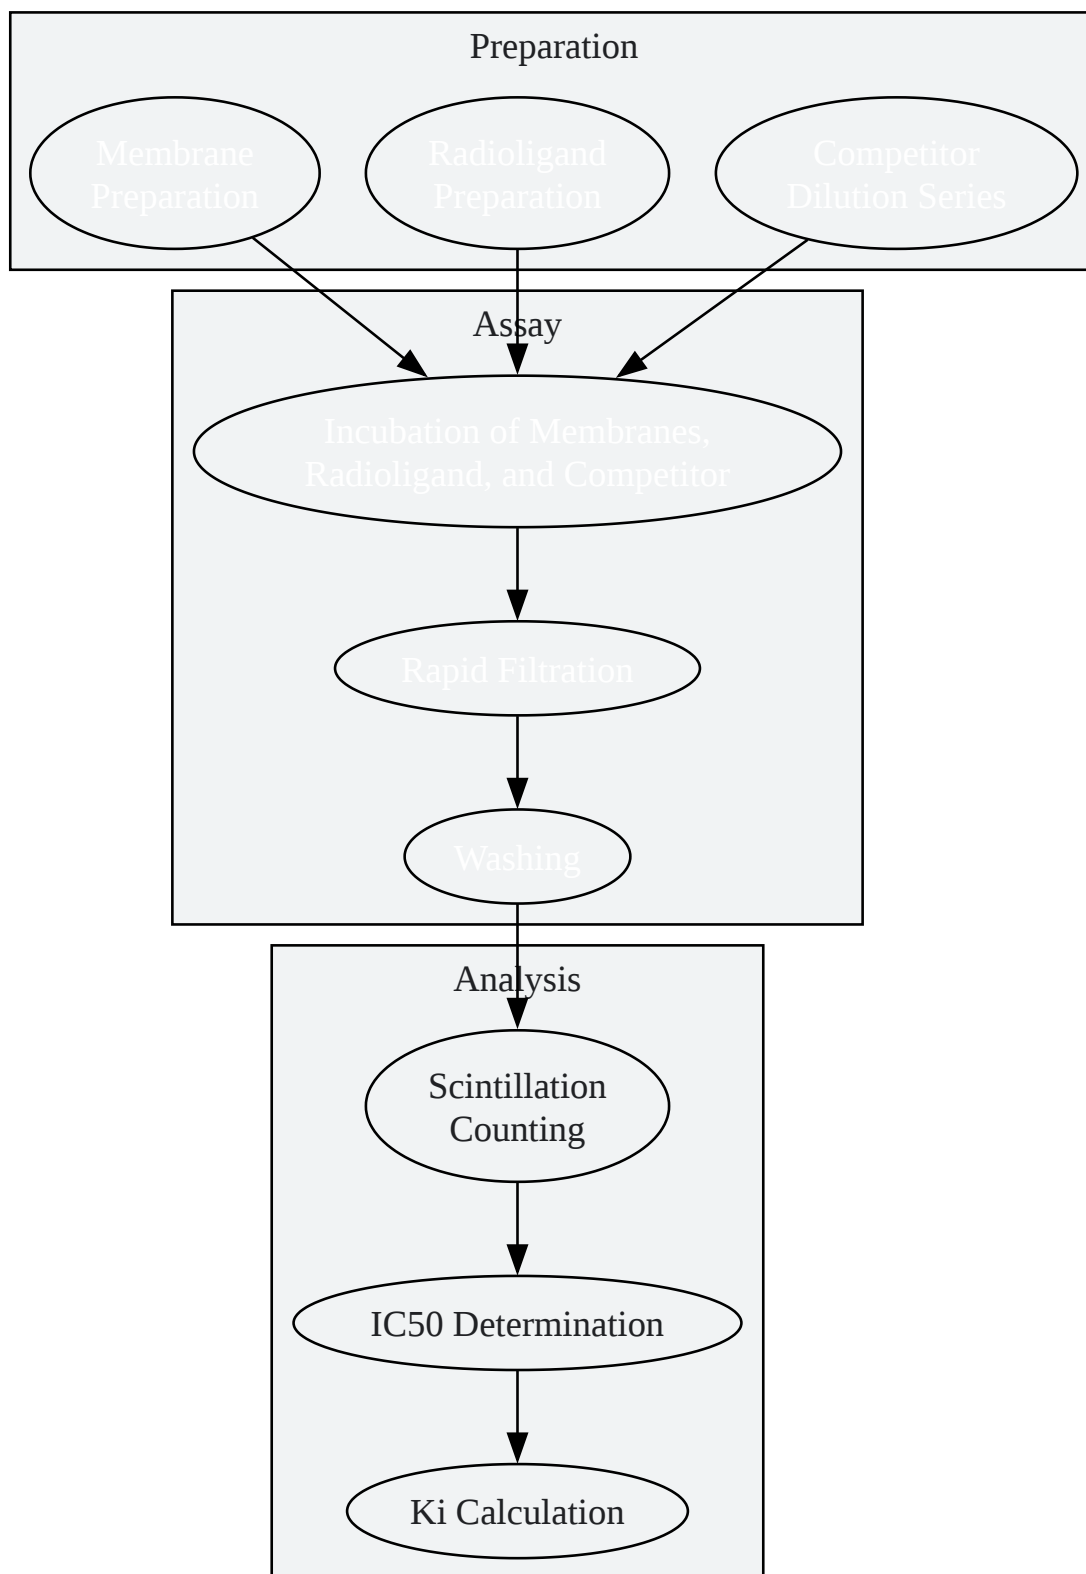 Preparation
Membrane
Preparation
Radioligand
Preparation
Competitor
Dilution Series
Assay
Incubation of Membranes,
Radioligand, and Competitor
Rapid Filtration
Washing
Analysis
Scintillation
Counting
IC50 Determination
Ki Calculation